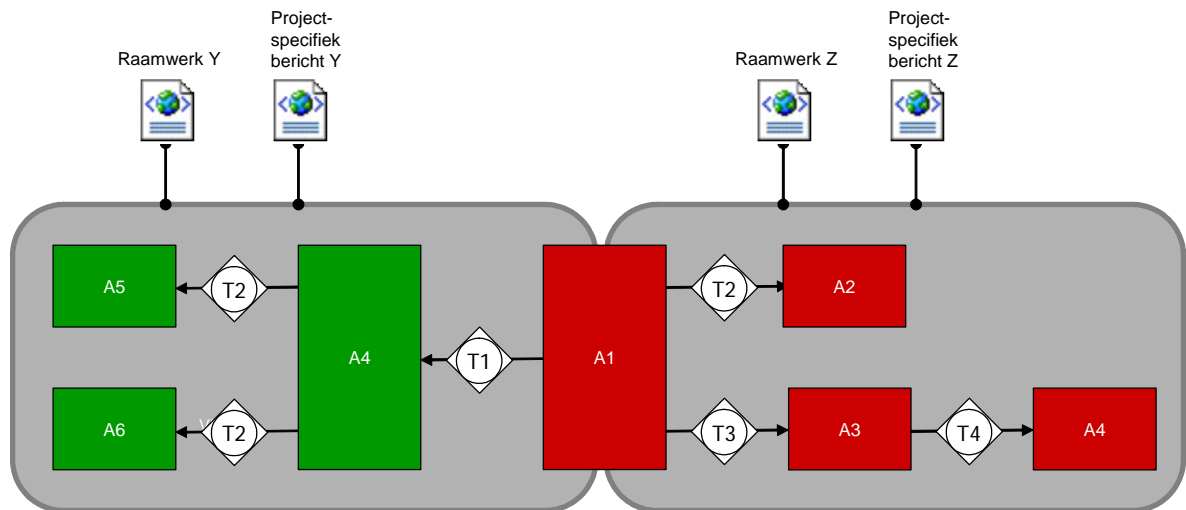 Raamwerk Y
Project-
specifiek
bericht Y
Raamwerk Z
Project-
specifiek
bericht Z
A5
T2
A4
T1
A1
T2
A2
A6
T2
T3
A3
T4
A4